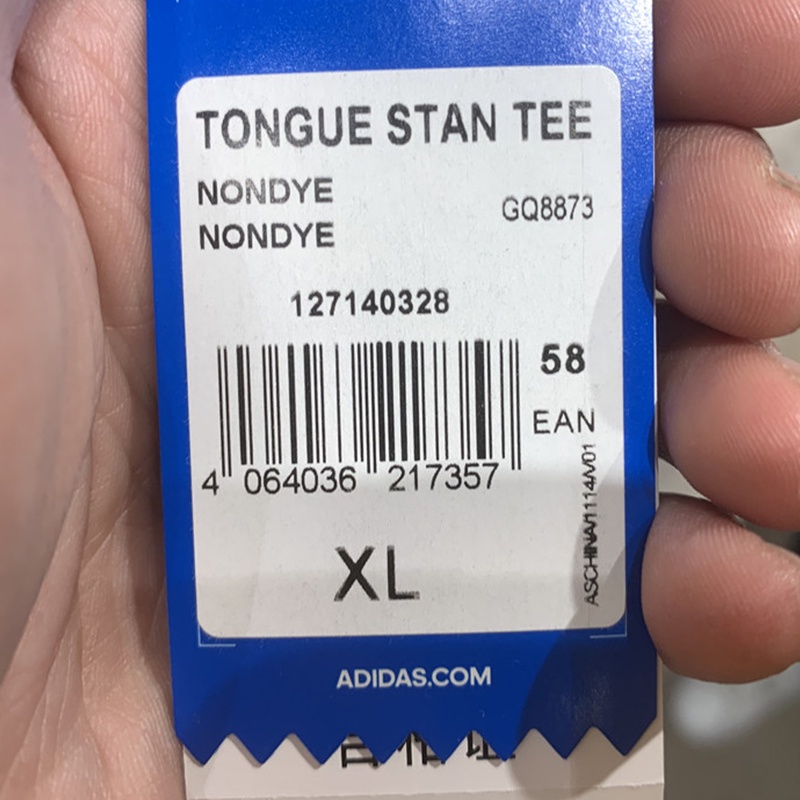 TONGUE STAN TEE
NONDYE
GQ8873
NONDYE
127140328
58
EAN
4 064036 217357
ASCHINA/1114/V01
XL
ADIDAS.COM